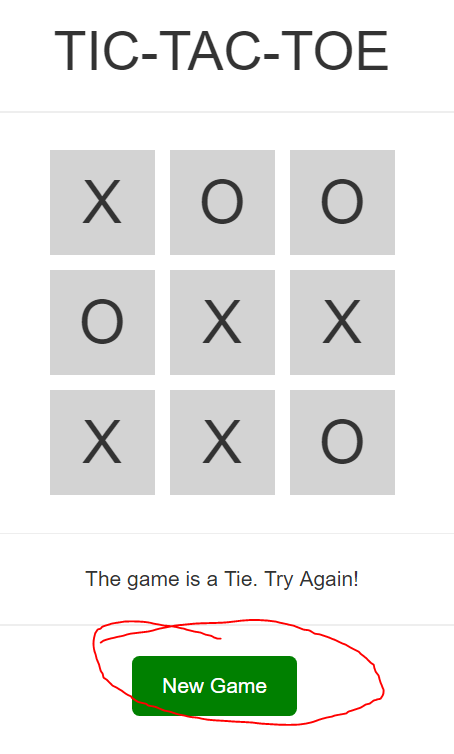 TIC-TAC-TOE
X O O
O X X
X X O
The game is a Tie. Try Again!
New Game